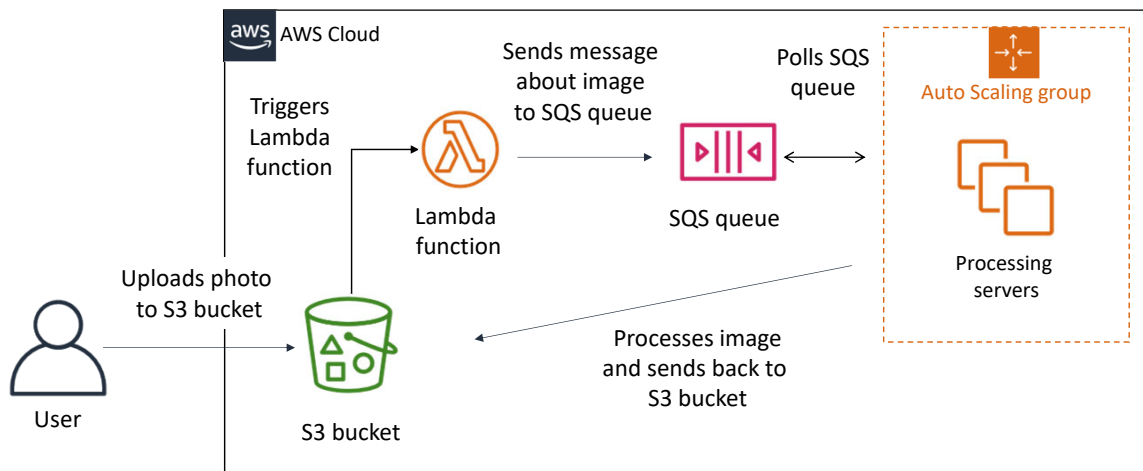 aws
AWS Cloud
Sends message
about image
to SQS queue
Polls SQS
queue
Auto Scaling group
Triggers
Lambda
function
Lambda
function
SQS queue
Processing
servers
Uploads photo
to S3 bucket
Processes image
and sends back to
S3 bucket
User
S3 bucket